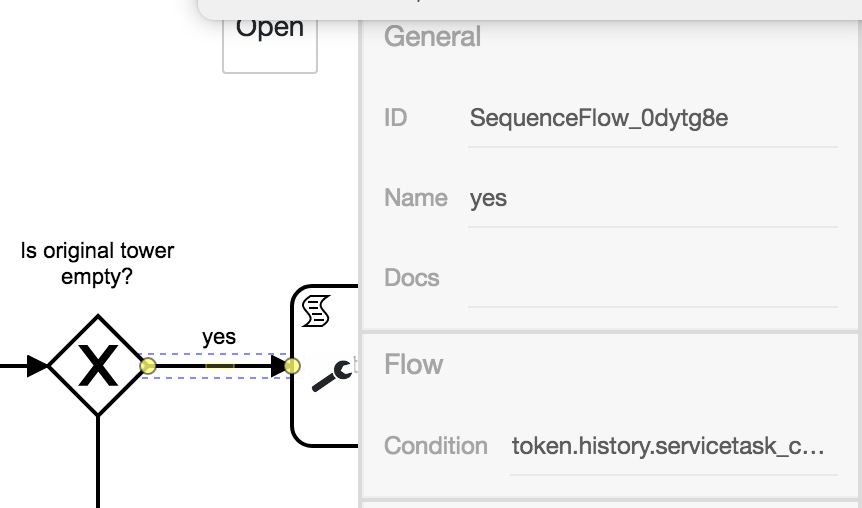 Open
General
ID SequenceFlow_0dytg8e
Name yes
Docs
Is original tower
empty?
yes
Flow
Condition token.history.servicetask_c...